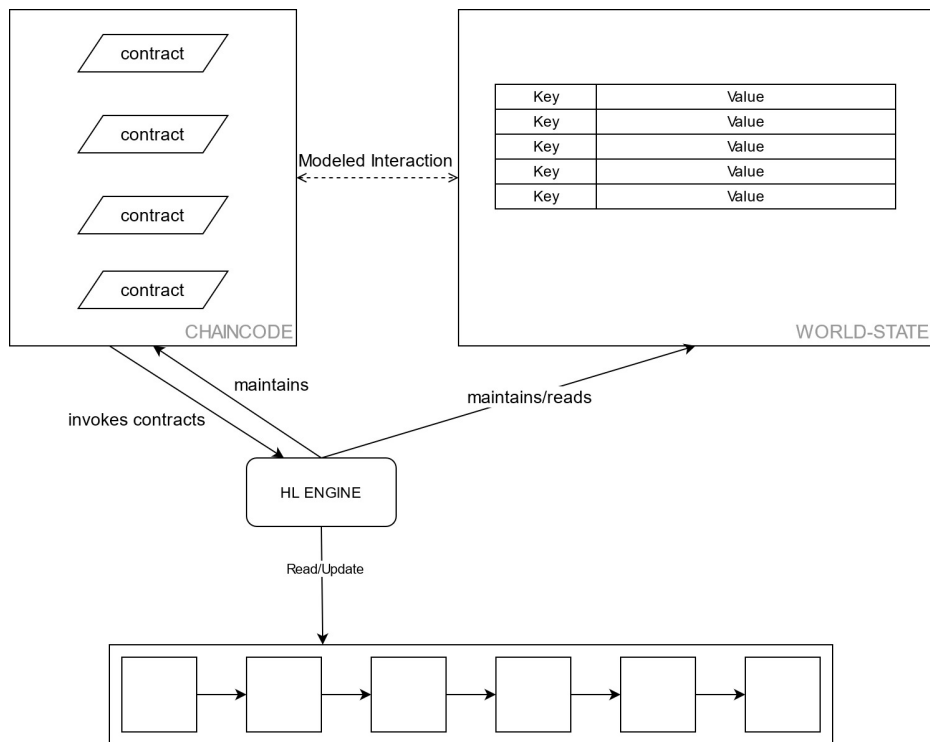 contract
contract
contract
contract
CHAINCODE
Modeled Interaction
Key Value
Key Value
Key Value
Key Value
Key Value
WORLD-STATE
maintains
invokes contracts
maintains/reads
HL ENGINE
Read/Update